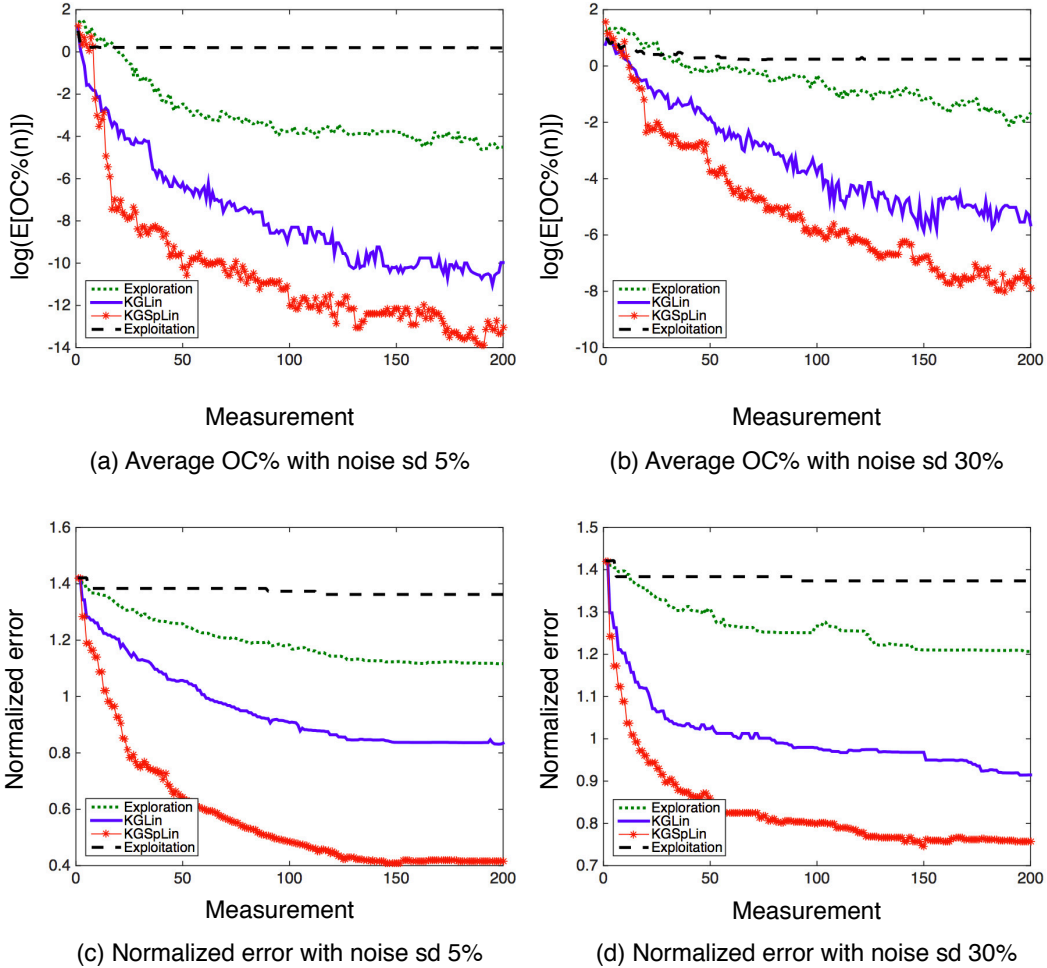 2
0
-2
-4
-6
-8
-10
-12
-14
0
50
100
150
200
log(E[OC%(n)])
Exploration
KGLin
KGSpLin
Exploitation
Measurement
(a) Average OC% with noise sd 5%
2
0
-2
-4
-6
-8
-10
0
50
100
150
200
log(E[OC%(n)])
Exploration
KGLin
KGSpLin
Exploitation
Measurement
(b) Average OC% with noise sd 30%
1.6
1.4
1.2
1
0.8
0.6
0.4
0
50
100
150
200
Normalized error
Exploration
KGLin
KGSpLin
Exploitation
Measurement
(c) Normalized error with noise sd 5%
1.5
1.4
1.3
1.2
1.1
1
0.9
0.8
0.7
0
50
100
150
200
Normalized error
Exploration
KGLin
KGSpLin
Exploitation
Measurement
(d) Normalized error with noise sd 30%